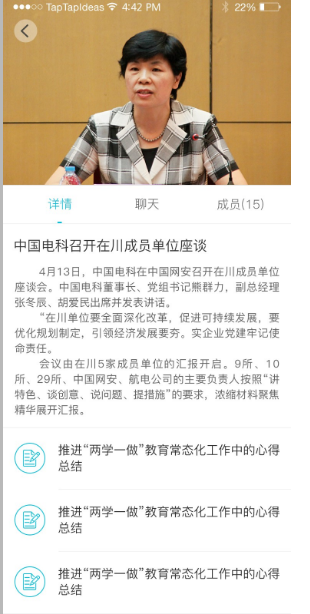 TapTapIdeas 4:42 PM 22%
详情 聊天 成员(15)
中国电科召开在川成员单位座谈
4月13日，中国电科在中国网安召开在川成员单位
座谈会。中国电科董事长、党组书记熊群力，副总经理
张冬辰、胡爱民出席并发表讲话。
“在川单位要全面深化改革，促进可持续发展，要
优化规划制定，引领经济发展要夯。实企业党建牢记使
命责任。
会议由在川5家成员单位的汇报开启。9所、10
所、29所、中国网安、航电公司的主要负责人按照“讲
特色、谈创意、说问题、提措施”的要求，浓缩材料聚焦
精华展开汇报。
推进“两学一做”教育常态化工作中的心得
总结
推进“两学一做”教育常态化工作中的心得
总结
推进“两学一做”教育常态化工作中的心得
总结